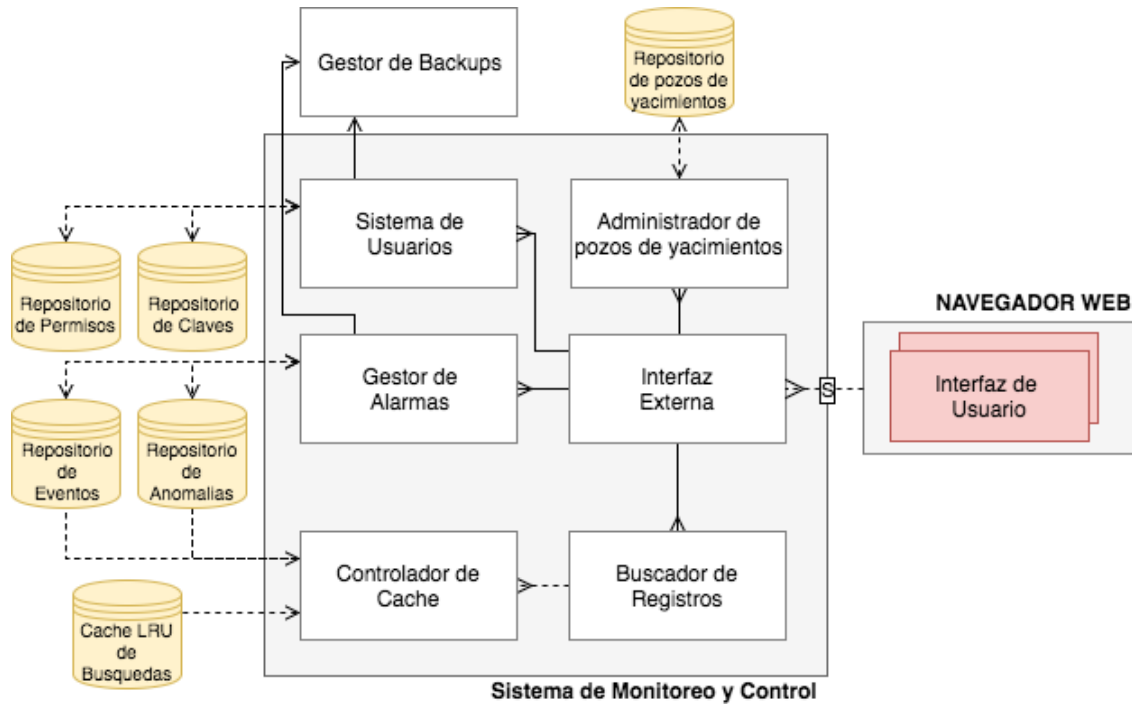 Gestor de Backups
Repositorio
de pozos de
yacimientos
Sistema de
Usuarios
Administrador de
pozos de yacimientos
Repositorio
de Permisos
Repositorio
de Claves
NAVEGADOR WEB
Gestor de
Alarmas
Interfaz
Externa
S
Interfaz de
Usuario
Repositorio
de
Eventos
Repositorio
de
Anomalias
Controlador de
Cache
Buscador de
Registros
Cache LRU
de
Busquedas
Sistema de Monitoreo y Control